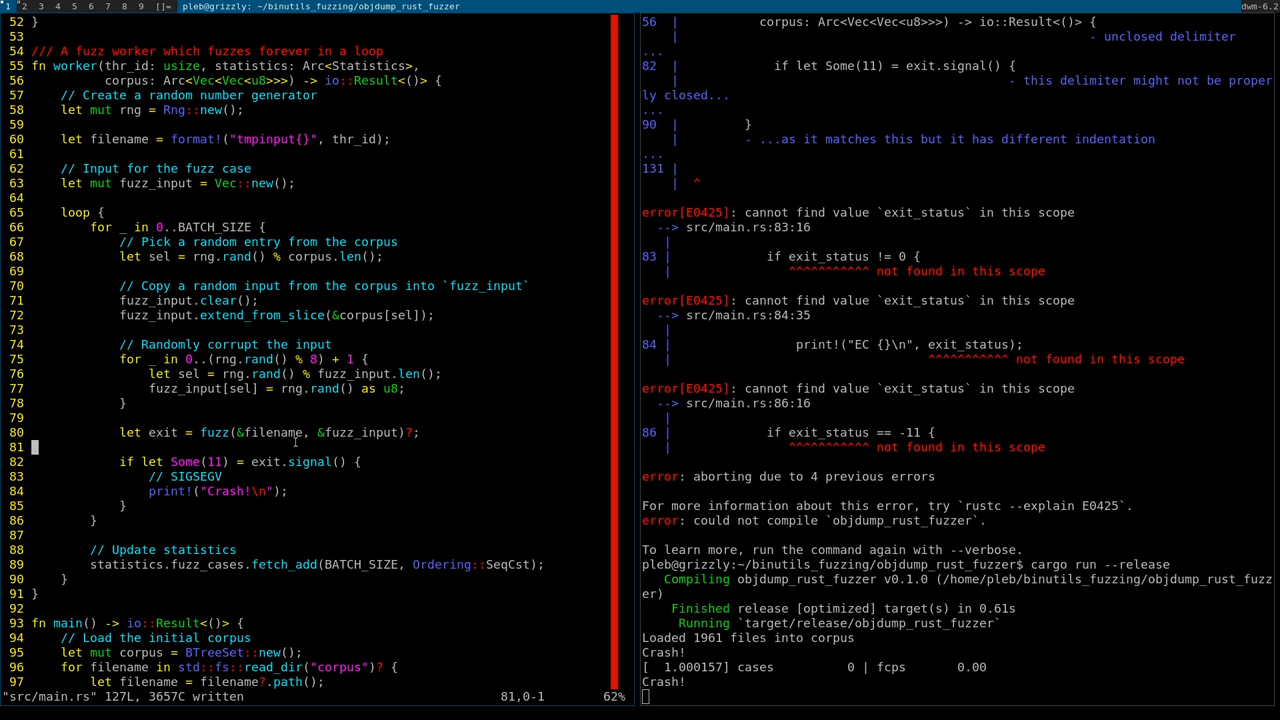 1 2 3 4 5 6 7 8 9 []= pleb@grizzly: ~/binutils_fuzzing/objdump_rust_fuzzer dwm-6.2
52 }
53
54 /// A fuzz worker which fuzzes forever in a loop
55 fn worker(thr_id: usize, statistics: Arc<Statistics>,
56           corpus: Arc<Vec<Vec<u8>>>) -> io::Result<()> {
57     // Create a random number generator
58     let mut rng = Rng::new();
59
60     let filename = format!("tmpinput{}", thr_id);
61
62     // Input for the fuzz case
63     let mut fuzz_input = Vec::new();
64
65     loop {
66         for _ in 0..BATCH_SIZE {
67             // Pick a random entry from the corpus
68             let sel = rng.rand() % corpus.len();
69
70             // Copy a random input from the corpus into `fuzz_input`
71             fuzz_input.clear();
72             fuzz_input.extend_from_slice(&corpus[sel]);
73
74             // Randomly corrupt the input
75             for _ in 0..(rng.rand() % 8) + 1 {
76                 let sel = rng.rand() % fuzz_input.len();
77                 fuzz_input[sel] = rng.rand() as u8;
78             }
79
80             let exit = fuzz(&filename, &fuzz_input)?;
81
82             if let Some(11) = exit.signal() {
83                 // SIGSEGV
84                 print!("Crash!\n");
85             }
86         }
87
88         // Update statistics
89         statistics.fuzz_cases.fetch_add(BATCH_SIZE, Ordering::SeqCst);
90     }
91 }
92
93 fn main() -> io::Result<()> {
94     // Load the initial corpus
95     let mut corpus = BTreeSet::new();
96     for filename in std::fs::read_dir("corpus")? {
97         let filename = filename?.path();
"src/main.rs" 127L, 3657C written 81,0-1 62%
56  |           corpus: Arc<Vec<Vec<u8>>>) -> io::Result<()> {
    |                                                        - unclosed delimiter
...
82  |             if let Some(11) = exit.signal() {
    |                                             - this delimiter might not be proper
ly closed...
...
90  |         }
    |         - ...as it matches this but it has different indentation
...
131 |
    |  ^
error[E0425]: cannot find value `exit_status` in this scope
  --> src/main.rs:83:16
   |
83 |             if exit_status != 0 {
   |                ^^^^^^^^^^^ not found in this scope
error[E0425]: cannot find value `exit_status` in this scope
  --> src/main.rs:84:35
   |
84 |                 print!("EC {}\n", exit_status);
   |                                   ^^^^^^^^^^^ not found in this scope
error[E0425]: cannot find value `exit_status` in this scope
  --> src/main.rs:86:16
   |
86 |             if exit_status == -11 {
   |                ^^^^^^^^^^^ not found in this scope
error: aborting due to 4 previous errors
For more information about this error, try `rustc --explain E0425`.
error: could not compile `objdump_rust_fuzzer`.
To learn more, run the command again with --verbose.
pleb@grizzly:~/binutils_fuzzing/objdump_rust_fuzzer$ cargo run --release
   Compiling objdump_rust_fuzzer v0.1.0 (/home/pleb/binutils_fuzzing/objdump_rust_fuzz
er)
    Finished release [optimized] target(s) in 0.61s
     Running `target/release/objdump_rust_fuzzer`
Loaded 1961 files into corpus
Crash!
[  1.000157] cases          0 | fcps       0.00
Crash!